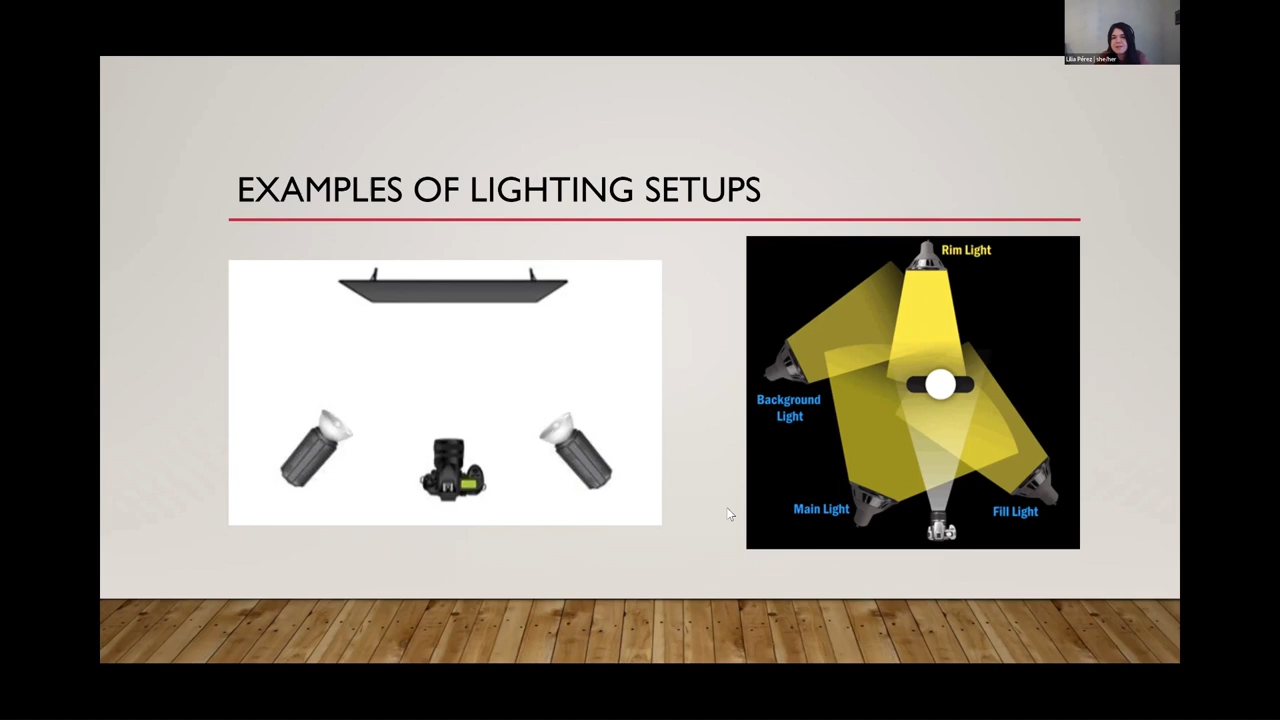 Lilia Pérez | she/her
EXAMPLES OF LIGHTING SETUPS
Rim Light
Background
Light
Main Light
Fill Light